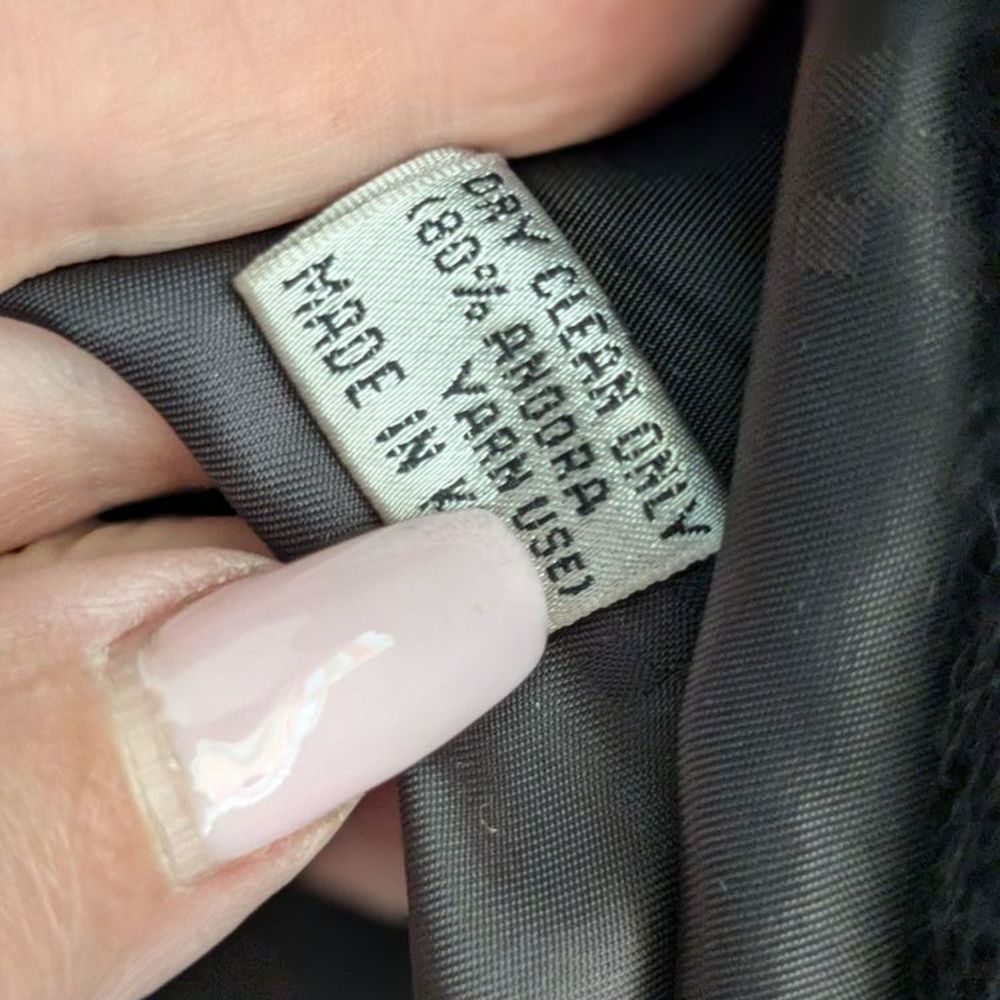 DRY CLEAN ONLY
(80% ANGORA
YARN USE)
MADE IN